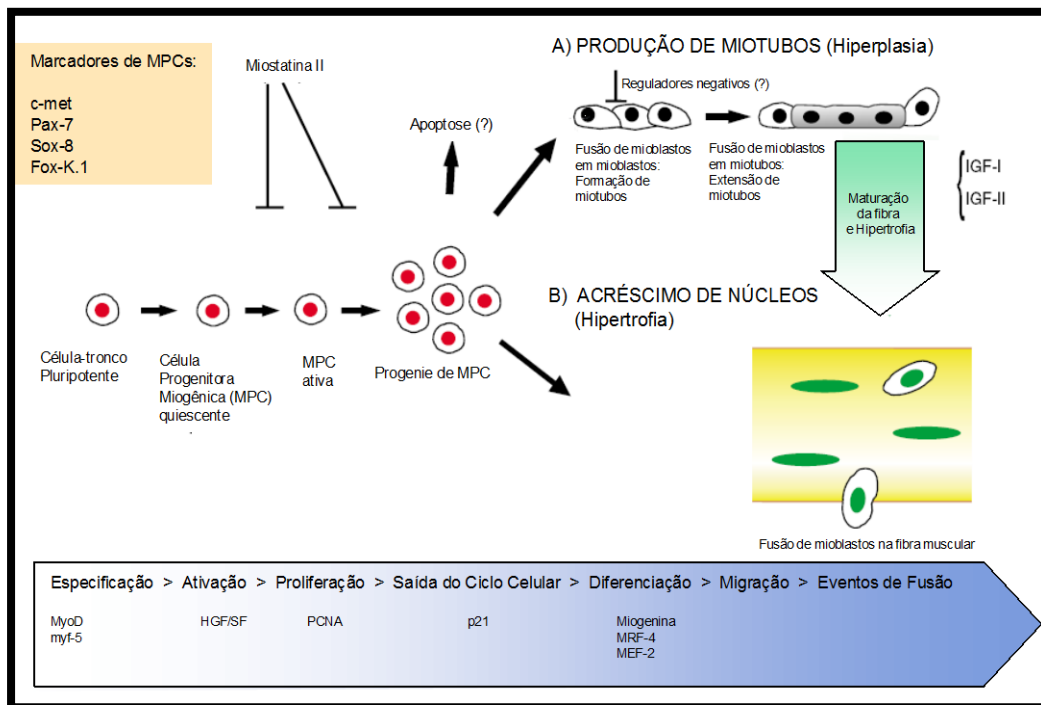 Marcadores de MPCs:
c-met
Pax-7
Sox-8
Fox-K.1
Miostatina II
Apoptose (?)
A) PRODUÇÃO DE MIOTUBOS (Hiperplasia)
Reguladores negativos (?)
Fusão de mioblastos
em mioblastos:
Formação de
miotubos
Fusão de mioblastos
em miotubos:
Extensão de
miotubos
IGF-I
IGF-II
Maturação
da fibra
e Hipertrofia
B) ACRÉSCIMO DE NÚCLEOS
(Hipertrofia)
Célula-tronco
Pluripotente
Célula
Progenitora
Miogênica (MPC)
quiescente
MPC
ativa
Progenie de MPC
Fusão de mioblastos na fibra muscular
Especificação > Ativação > Proliferação > Saída do Ciclo Celular > Diferenciação > Migração > Eventos de Fusão
MyoD
myf-5
HGF/SF
PCNA
p21
Miogenina
MRF-4
MEF-2